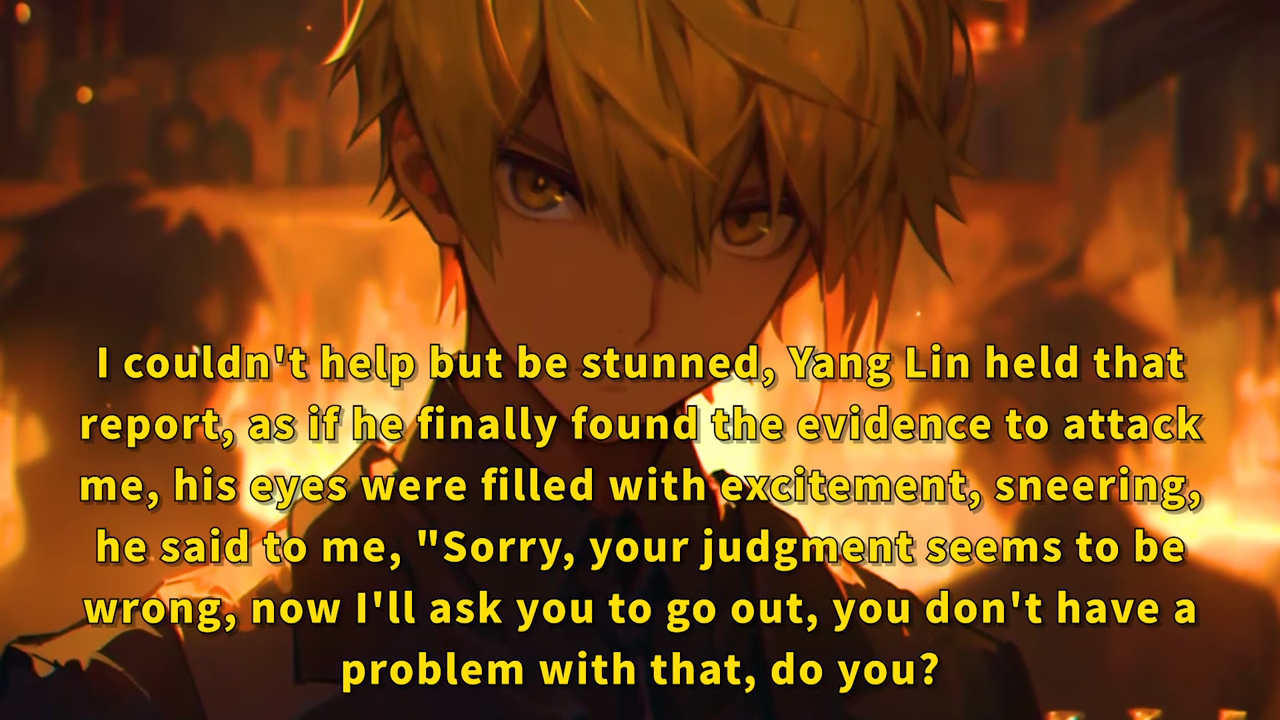 I couldn't help but be stunned, Yang Lin held that
report, as if he finally found the evidence to attack
me, his eyes were filled with excitement, sneering,
he said to me, "Sorry, your judgment seems to be
wrong, now I'll ask you to go out, you don't have a
problem with that, do you?